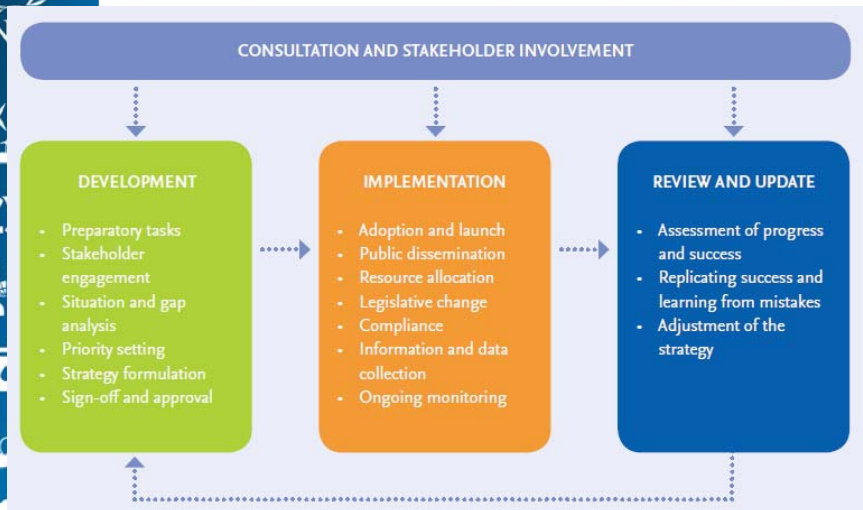 CONSULTATION AND STAKEHOLDER INVOLVEMENT
DEVELOPMENT
• Preparatory tasks
• Stakeholder
engagement
• Situation and gap
analysis
• Priority setting
• Strategy formulation
• Sign-off and approval
IMPLEMENTATION
• Adoption and launch
• Public dissemination
• Resource allocation
• Legislative change
• Compliance
• Information and data
collection
• Ongoing monitoring
REVIEW AND UPDATE
• Assessment of progress
and success
• Replicating success and
learning from mistakes
• Adjustment of the
strategy